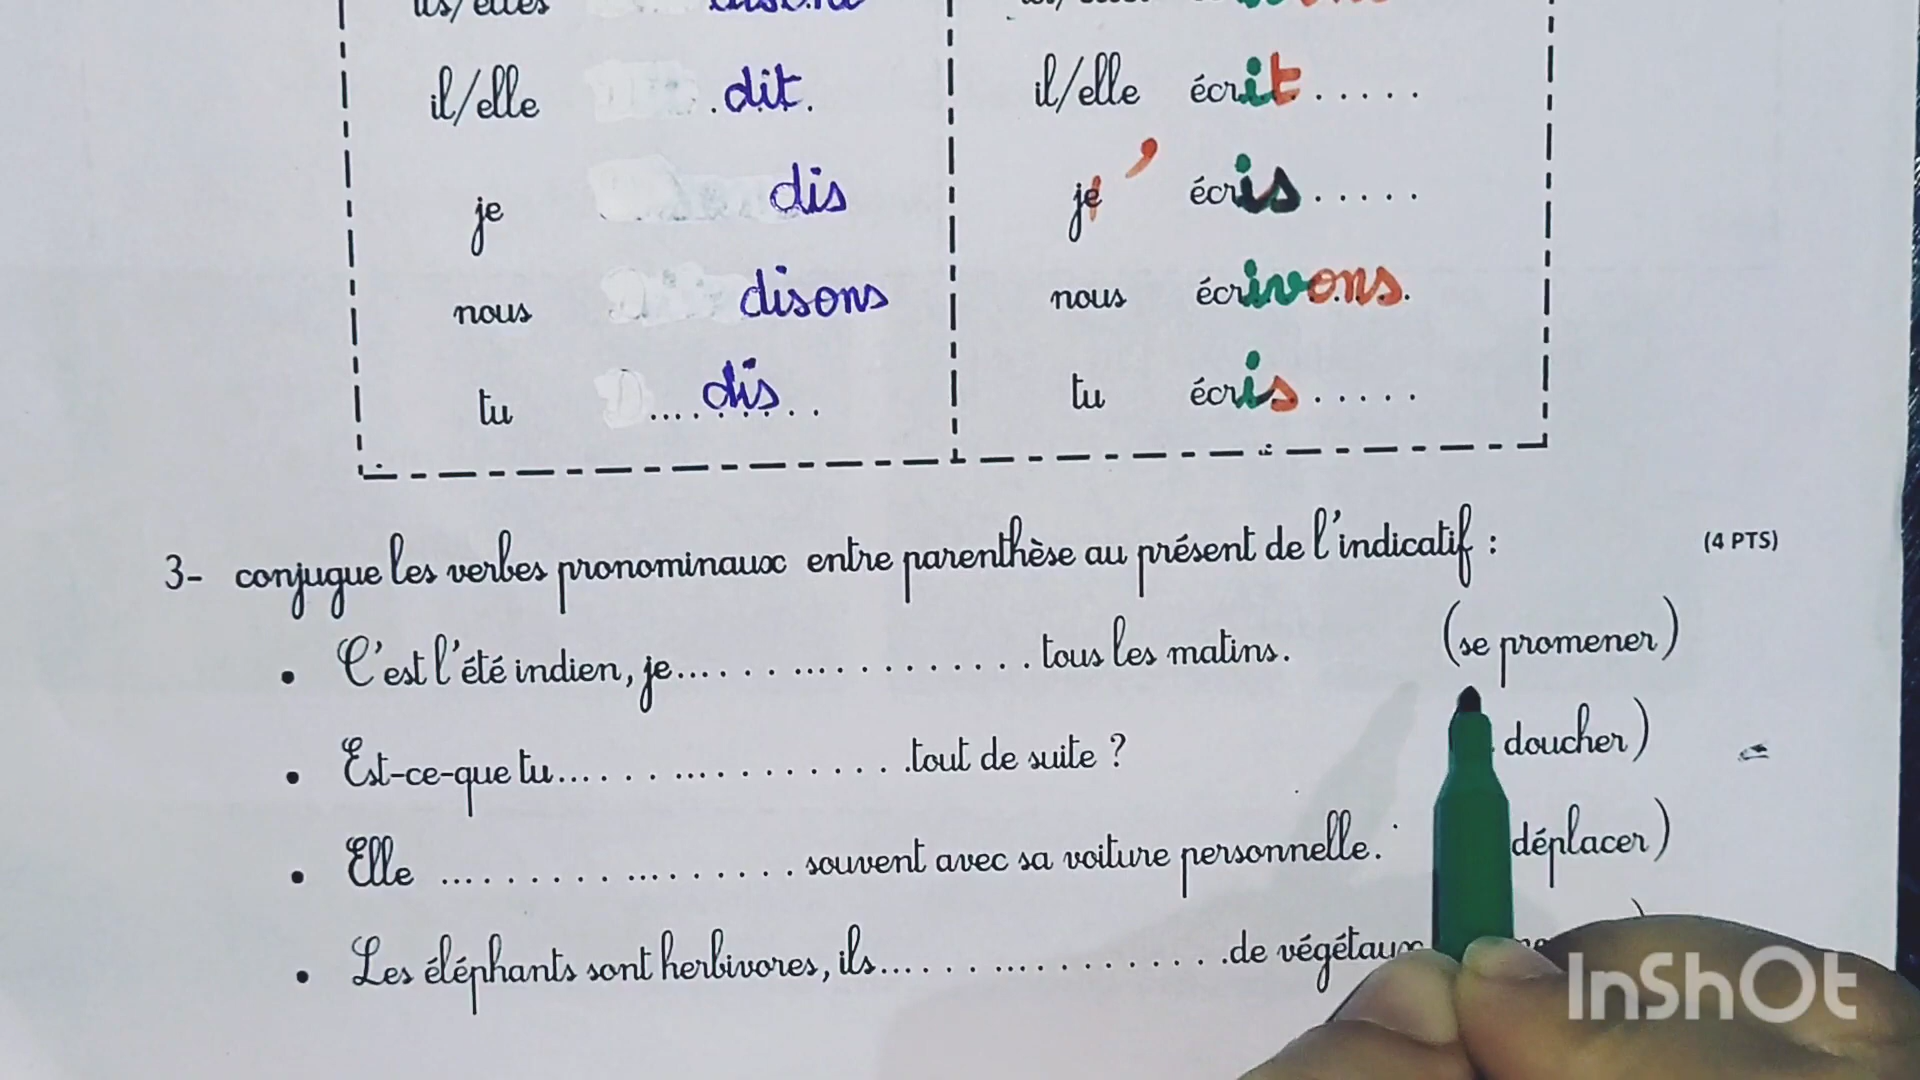 ils/elles disent
il/elle dit il/elle écrit
je dis j' écris
nous disons nous écrivons
tu dis tu écris
3- conjugue les verbes pronominaux entre parenthèse au présent de l'indicatif : (4 PTS)
• C'est l'été indien, je.................. tous les matins. (se promener)
• Est-ce-que tu..................tout de suite ? doucher)
• Elle .................. souvent avec sa voiture personnelle. déplacer)
• Les éléphants sont herbivores, ils..................de végétaux
InShOt